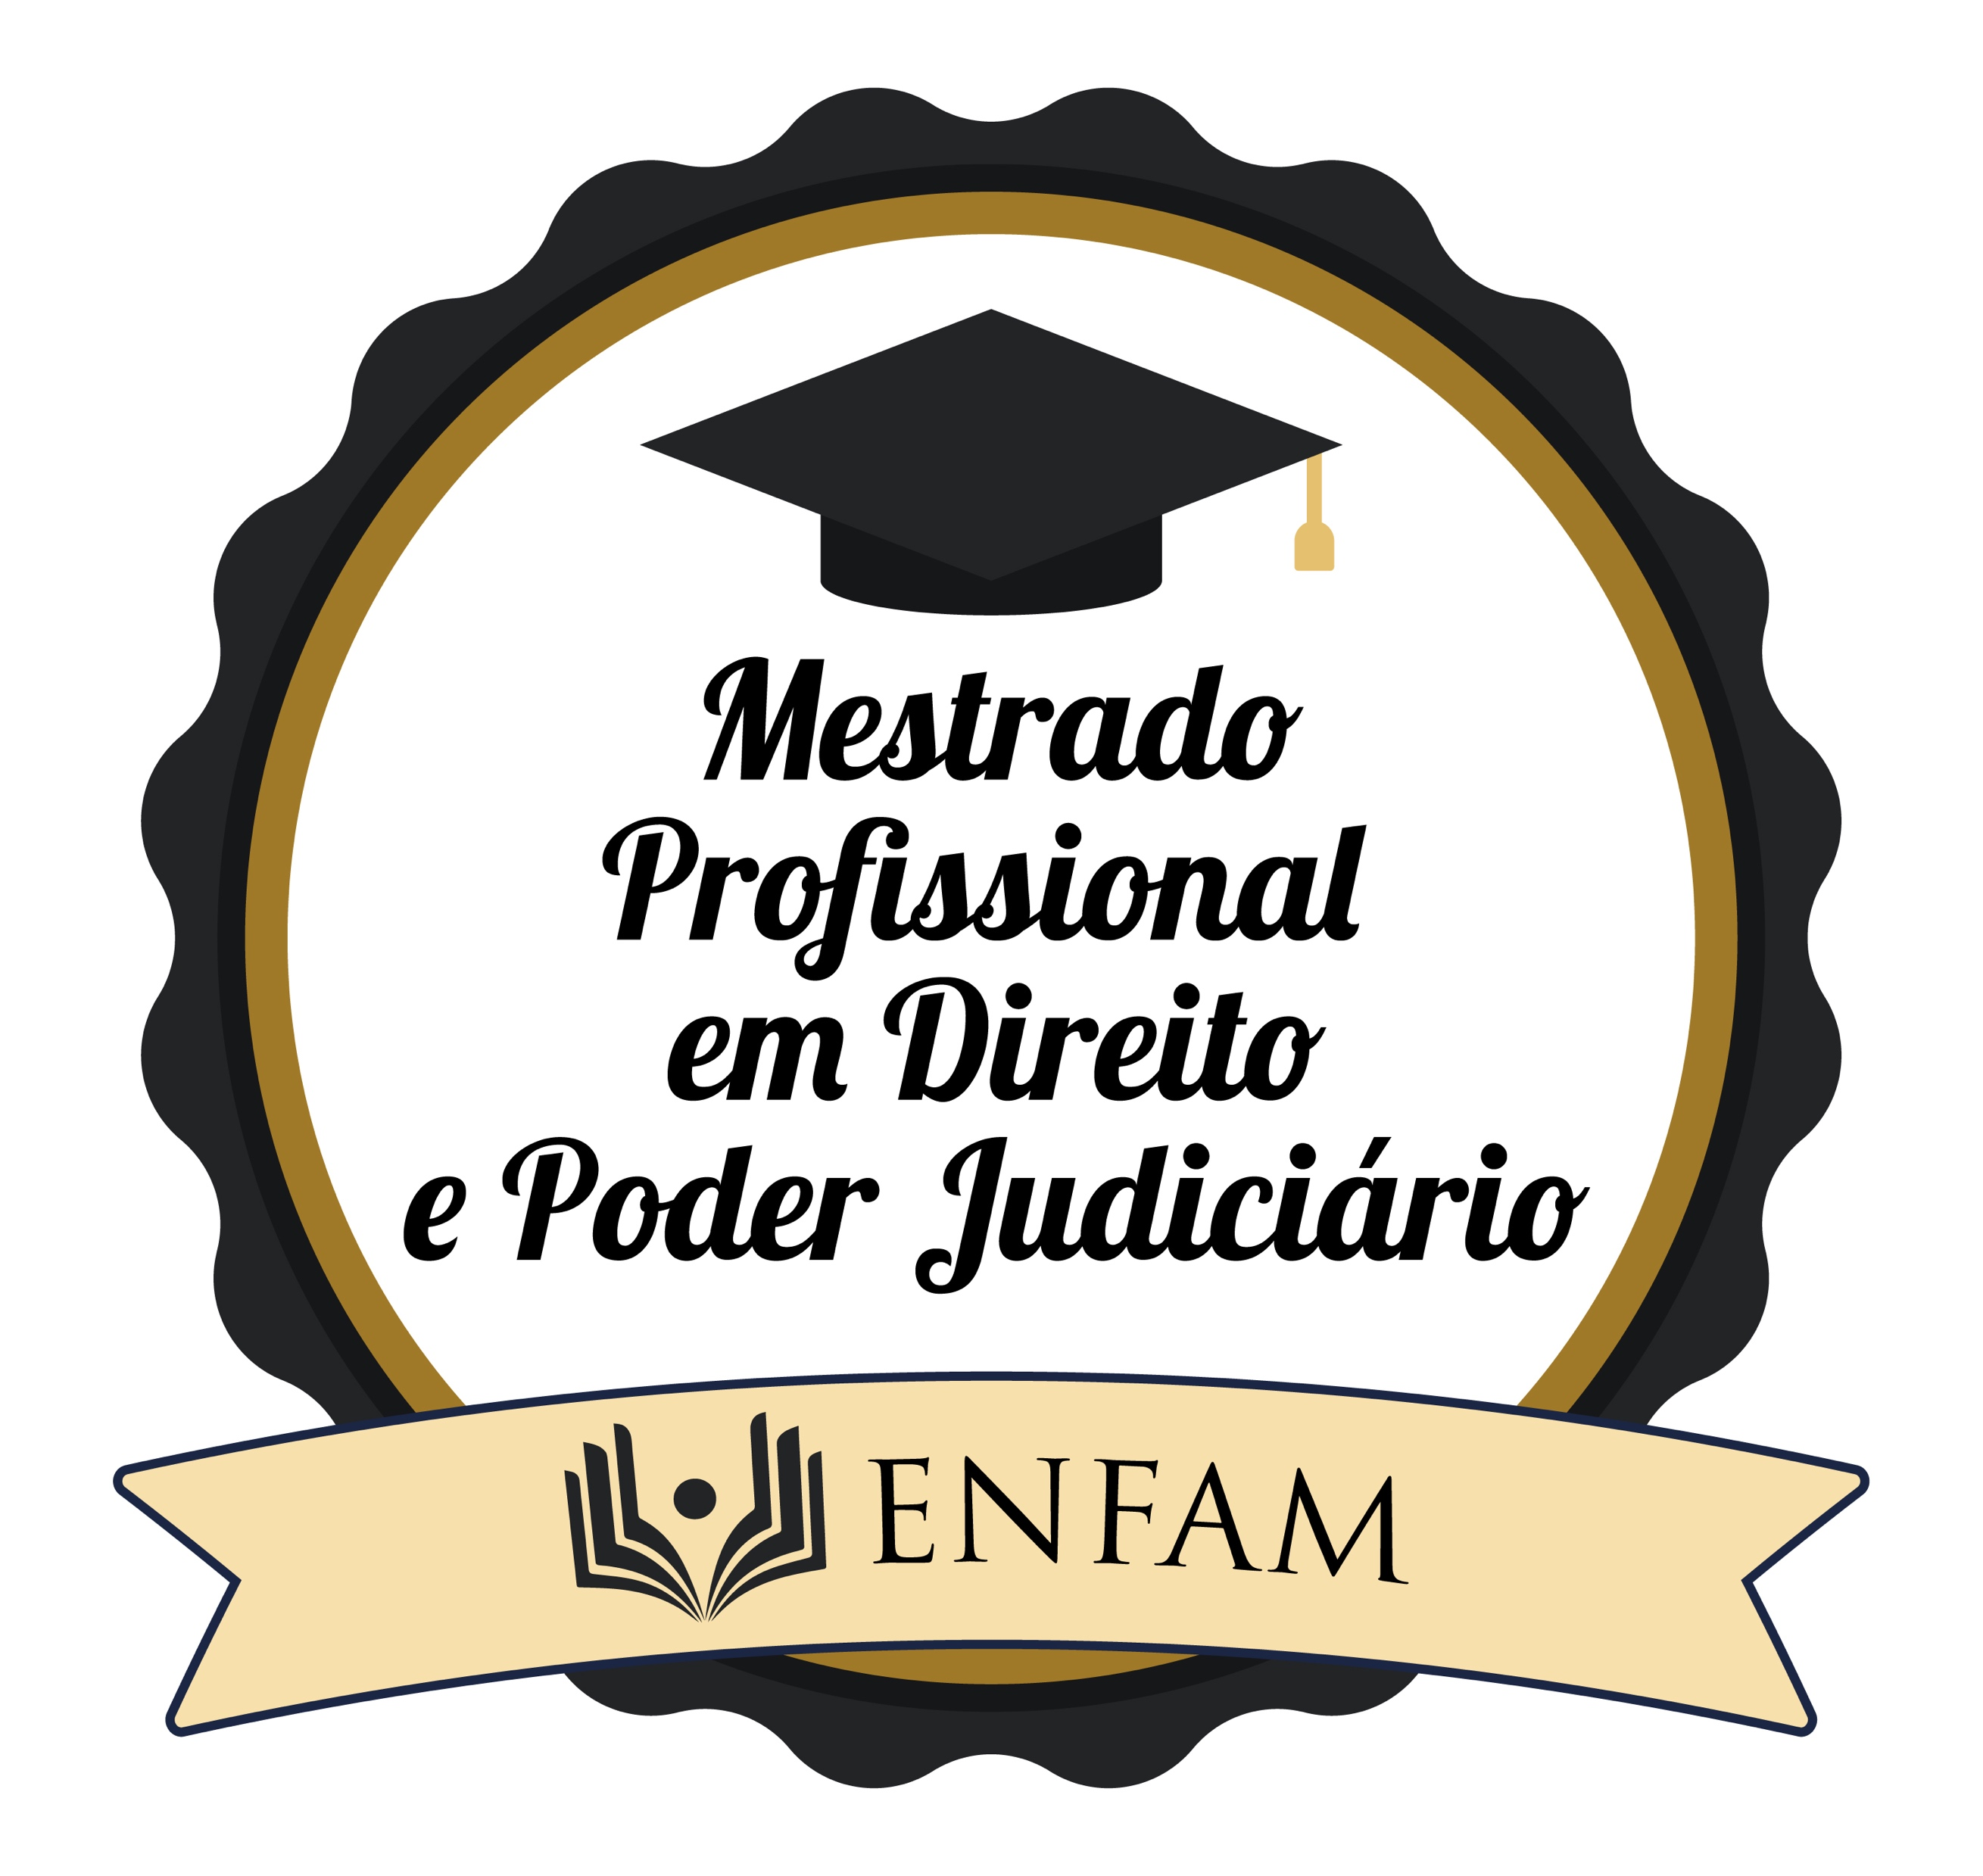 Mestrado
Profissional
em Direito
e Poder Judiciário
ENFAM